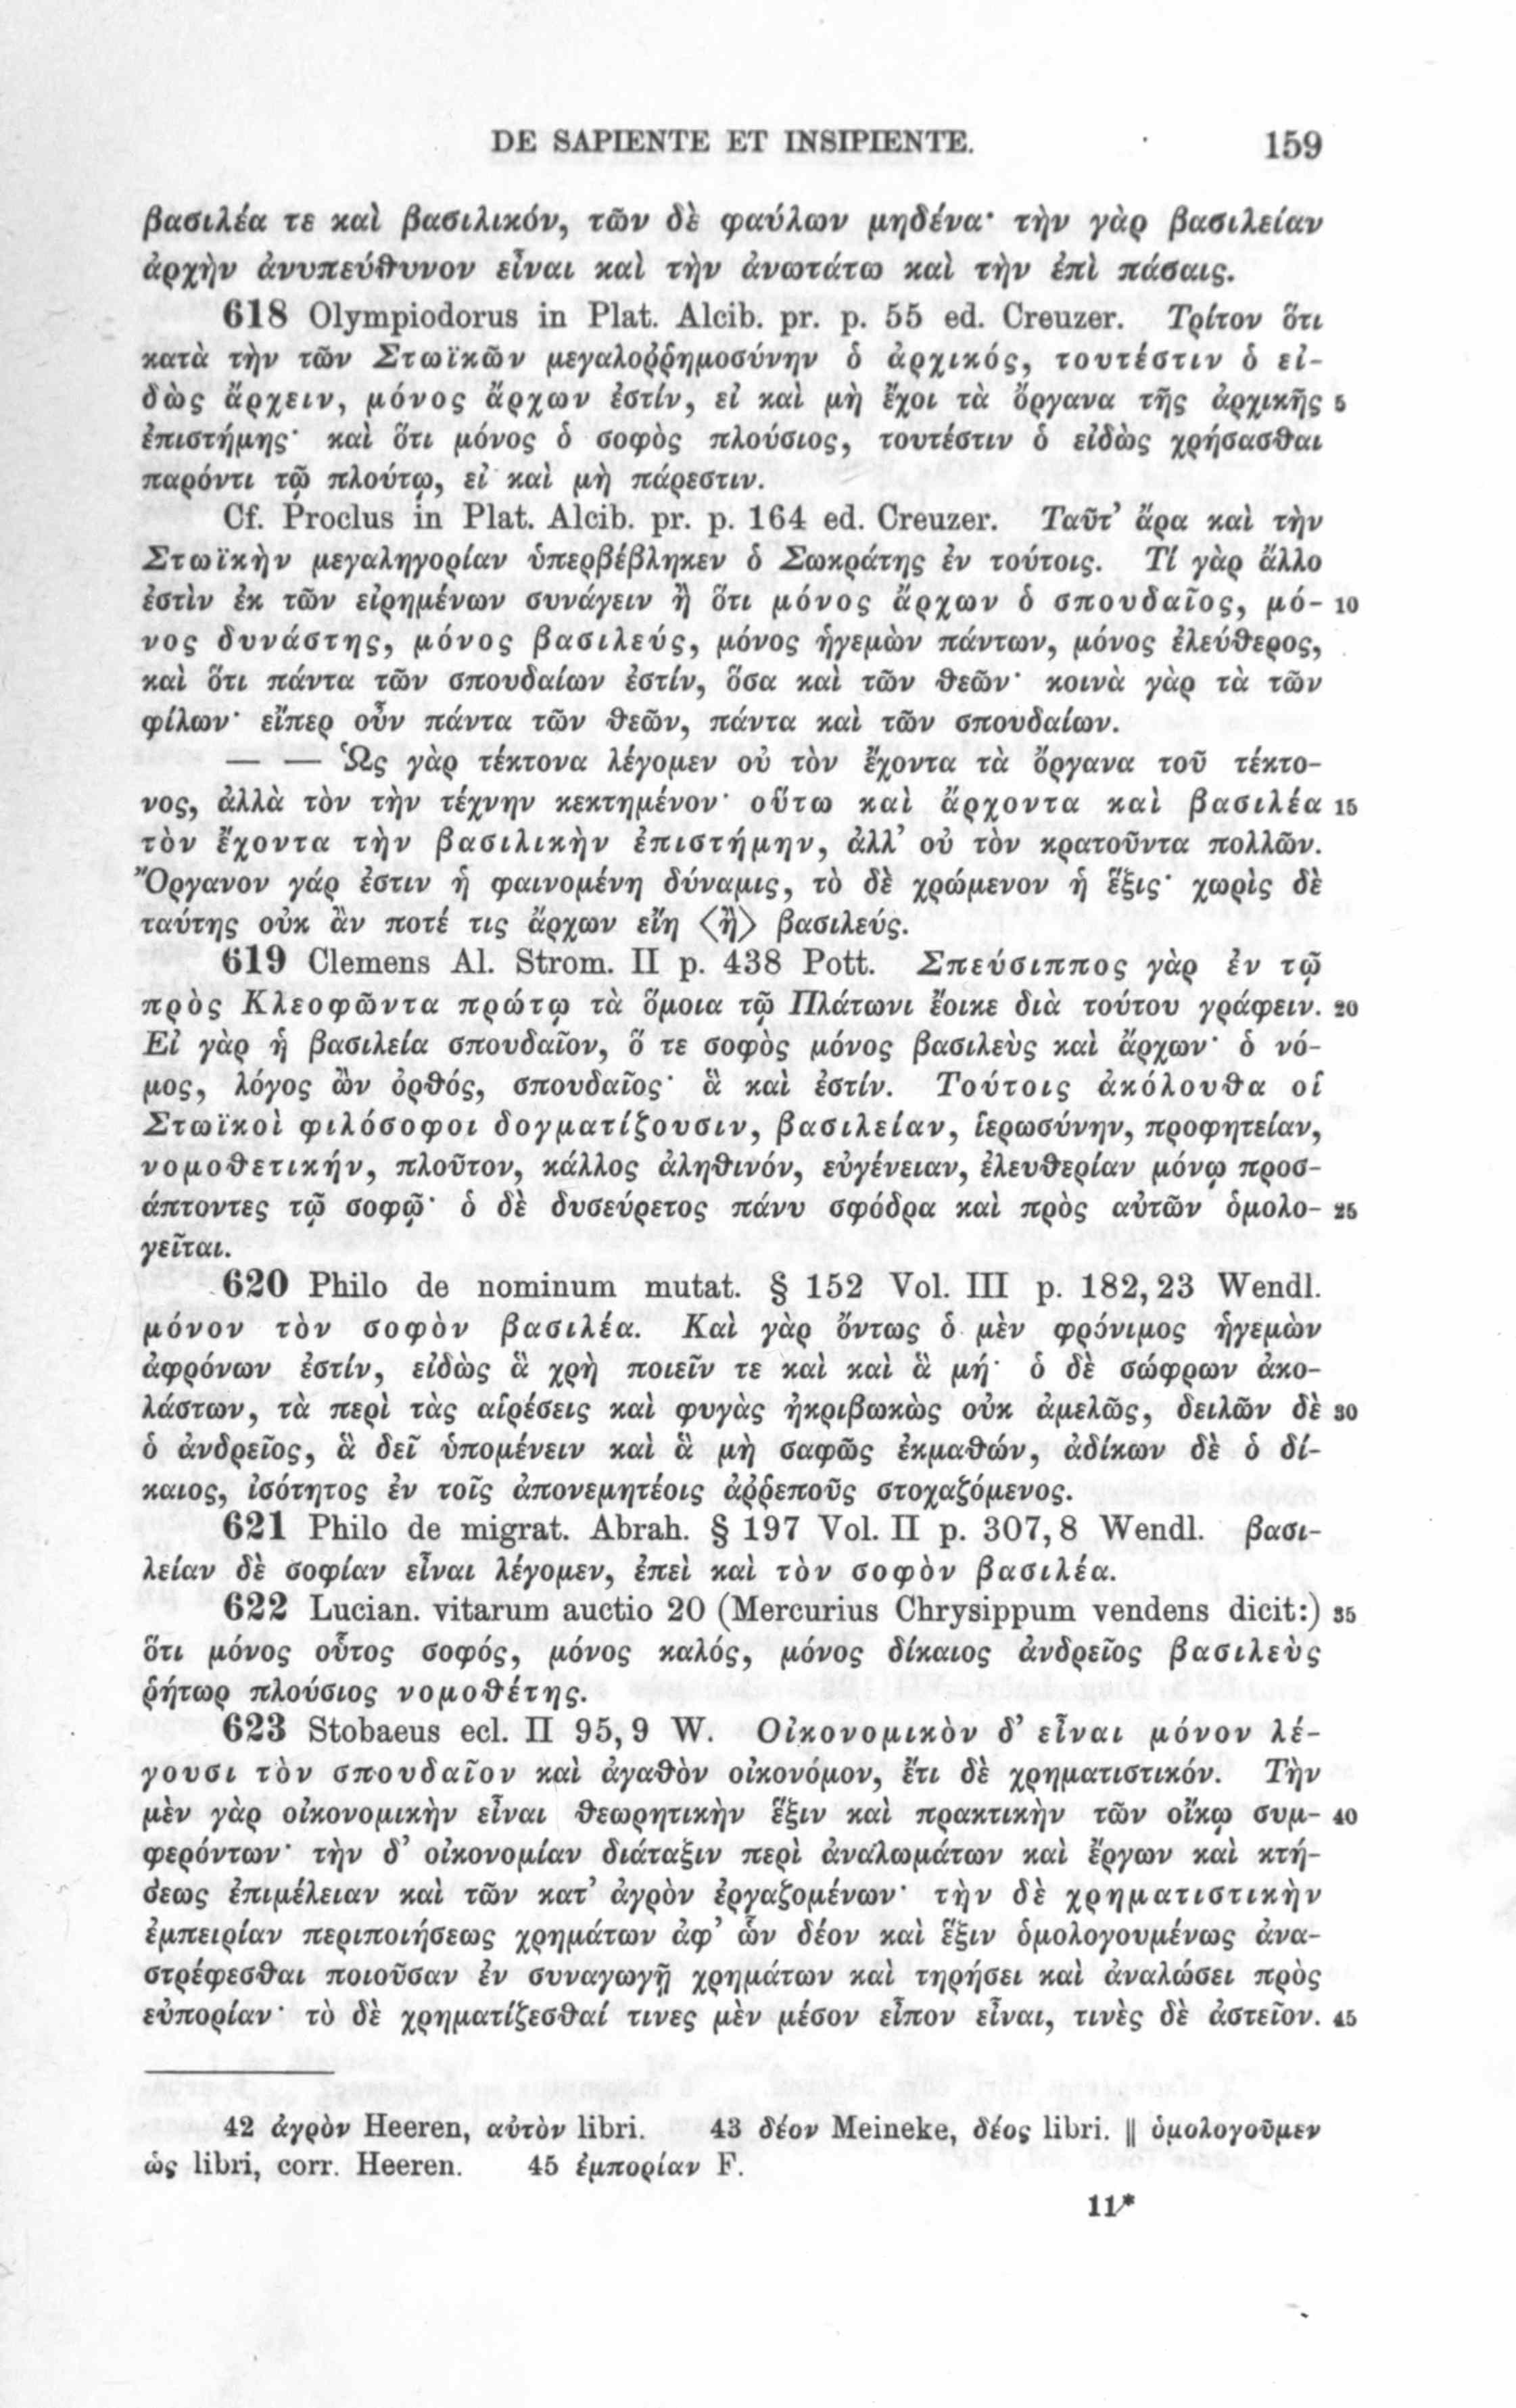 DE SAPIENTE ET INSIPIENTE. 159
βασιλέα τε καὶ βασιλικόν, τῶν δὲ φαύλων μηδένα· τὴν γὰρ βασιλείαν
ἀρχὴν ἀνυπεύθυνον εἶναι καὶ τὴν ἀνωτάτω καὶ τὴν ἐπὶ πάσαις.
618 Olympiodorus in Plat. Alcib. pr. p. 55 ed. Creuzer. Τρίτον ὅτι
κατὰ τὴν τῶν Στωϊκῶν μεγαλοῤῥημοσύνην ὁ ἀρχικός, τουτέστιν ὁ εἰ-
δὼς ἄρχειν, μόνος ἄρχων ἐστίν, εἰ καὶ μὴ ἔχοι τὰ ὄργανα τῆς ἀρχικῆς 5
ἐπιστήμης· καὶ ὅτι μόνος ὁ σοφὸς πλούσιος, τουτέστιν ὁ εἰδὼς χρήσασθαι
παρόντι τῷ πλούτῳ, εἰ καὶ μὴ πάρεστιν.
Cf. Proclus in Plat. Alcib. pr. p. 164 ed. Creuzer. Ταῦτ’ ἄρα καὶ τὴν
Στωϊκὴν μεγαληγορίαν ὑπερβέβληκεν ὁ Σωκράτης ἐν τούτοις. Τί γὰρ ἄλλο
ἐστὶν ἐκ τῶν εἰρημένων συνάγειν ἢ ὅτι μόνος ἄρχων ὁ σπουδαῖος, μό- 10
νος δυνάστης, μόνος βασιλεύς, μόνος ἡγεμὼν πάντων, μόνος ἐλεύθερος,
καὶ ὅτι πάντα τῶν σπουδαίων ἐστίν, ὅσα καὶ τῶν θεῶν· κοινὰ γὰρ τὰ τῶν
φίλων· εἴπερ οὖν πάντα τῶν θεῶν, πάντα καὶ τῶν σπουδαίων.
— — Ὡς γὰρ τέκτονα λέγομεν οὐ τὸν ἔχοντα τὰ ὄργανα τοῦ τέκτο-
νος, ἀλλὰ τὸν τὴν τέχνην κεκτημένον· οὕτω καὶ ἄρχοντα καὶ βασιλέα 15
τὸν ἔχοντα τὴν βασιλικὴν ἐπιστήμην, ἀλλ’ οὐ τὸν κρατοῦντα πολλῶν.
Ὄργανον γάρ ἐστιν ἡ φαινομένη δύναμις, τὸ δὲ χρώμενον ἡ ἕξις· χωρὶς δὲ
ταύτης οὐκ ἄν ποτέ τις ἄρχων εἴη ⟨ἢ⟩ βασιλεύς.
619 Clemens Al. Strom. II p. 438 Pott. Σπεύσιππος γὰρ ἐν τῷ
πρὸς Κλεοφῶντα πρώτῳ τὰ ὅμοια τῷ Πλάτωνι ἔοικε διὰ τούτου γράφειν. 20
Εἰ γὰρ ἡ βασιλεία σπουδαῖον, ὅ τε σοφὸς μόνος βασιλεὺς καὶ ἄρχων· ὁ νό-
μος, λόγος ὢν ὀρθός, σπουδαῖος· ἃ καὶ ἐστίν. Τούτοις ἀκόλουθα οἱ
Στωϊκοὶ φιλόσοφοι δογματίζουσιν, βασιλείαν, ἱερωσύνην, προφητείαν,
νομοθετικήν, πλοῦτον, κάλλος ἀληθινόν, εὐγένειαν, ἐλευθερίαν μόνῳ προσ-
άπτοντες τῷ σοφῷ· ὁ δὲ δυσεύρετος πάνυ σφόδρα καὶ πρὸς αὐτῶν ὁμολο- 25
γεῖται.
620 Philo de nominum mutat. § 152 Vol. III p. 182,23 Wendl.
μόνον τὸν σοφὸν βασιλέα. Καὶ γὰρ ὄντως ὁ μὲν φρόνιμος ἡγεμὼν
ἀφρόνων ἐστίν, εἰδὼς ἃ χρὴ ποιεῖν τε καὶ καὶ ἃ μή· ὁ δὲ σώφρων ἀκο-
λάστων, τὰ περὶ τὰς αἱρέσεις καὶ φυγὰς ἠκριβωκὼς οὐκ ἀμελῶς, δειλῶν δὲ 30
ὁ ἀνδρεῖος, ἃ δεῖ ὑπομένειν καὶ ἃ μὴ σαφῶς ἐκμαθών, ἀδίκων δὲ ὁ δί-
καιος, ἰσότητος ἐν τοῖς ἀπονεμητέοις ἀῤῥεποῦς στοχαζόμενος.
621 Philo de migrat. Abrah. § 197 Vol. II p. 307,8 Wendl. βασι-
λείαν δὲ σοφίαν εἶναι λέγομεν, ἐπεὶ καὶ τὸν σοφὸν βασιλέα.
622 Lucian. vitarum auctio 20 (Mercurius Chrysippum vendens dicit:) 35
ὅτι μόνος οὗτος σοφός, μόνος καλός, μόνος δίκαιος ἀνδρεῖος βασιλεὺς
ῥήτωρ πλούσιος νομοθέτης.
623 Stobaeus ecl. II 95,9 W. Οἰκονομικὸν δ’ εἶναι μόνον λέ-
γουσι τὸν σπουδαῖον καὶ ἀγαθὸν οἰκονόμον, ἔτι δὲ χρηματιστικόν. Τὴν
μὲν γὰρ οἰκονομικὴν εἶναι θεωρητικὴν ἕξιν καὶ πρακτικὴν τῶν οἴκῳ συμ- 40
φερόντων· τὴν δ’ οἰκονομίαν διάταξιν περὶ ἀναλωμάτων καὶ ἔργων καὶ κτή-
σεως ἐπιμέλειαν καὶ τῶν κατ’ ἀγρὸν ἐργαζομένων· τὴν δὲ χρηματιστικὴν
ἐμπειρίαν περιποιήσεως χρημάτων ἀφ’ ὧν δέον καὶ ἕξιν ὁμολογουμένως ἀνα-
στρέφεσθαι ποιοῦσαν ἐν συναγωγῇ χρημάτων καὶ τηρήσει καὶ ἀναλώσει πρὸς
εὐπορίαν· τὸ δὲ χρηματίζεσθαί τινες μὲν μέσον εἶπον εἶναι, τινὲς δὲ ἀστεῖον. 45
42 ἀγρὸν Heeren, αὐτὸν libri. 43 δέον Meineke, δέος libri. || ὁμολογοῦμεν
ὡς libri, corr. Heeren. 45 ἐμπορίαν F.
11*